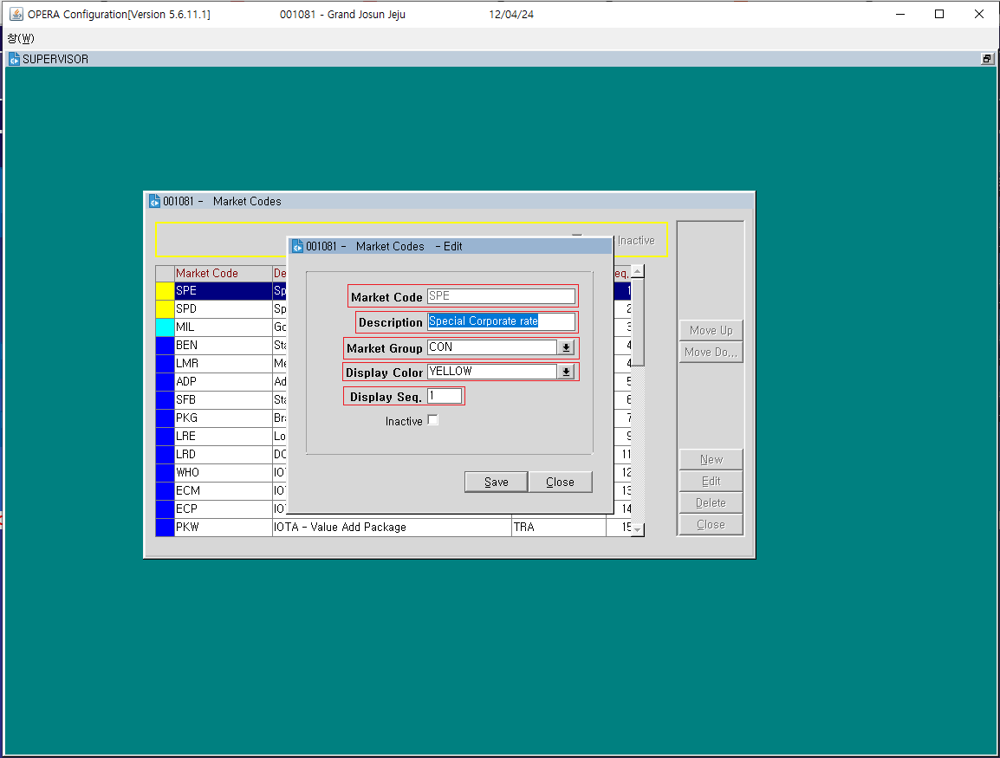 OPERA Configuration[Version 5.6.11.1] 001081 - Grand Josun Jeju 12/04/24
창(W)
SUPERVISOR
001081 - Market Codes
Inactive
001081 - Market Codes - Edit
Market Code De eq.
SPE Sp 1
SPD Sp 2
MIL Go 3
BEN Sta 4
LMR Me 4
ADP Ad 5
SFB Sta 6
PKG Bra 7
LRE Lo 9
LRD DO 11
WHO IOT 12
ECM IOT 13
ECP IOT 14
PKW IOTA - Value Add Package TRA 15
Market Code SPE
Description Special Corporate rate
Market Group CON
Display Color YELLOW
Display Seq. 1
Inactive
Save Close
Move Up
Move Do...
New
Edit
Delete
Close